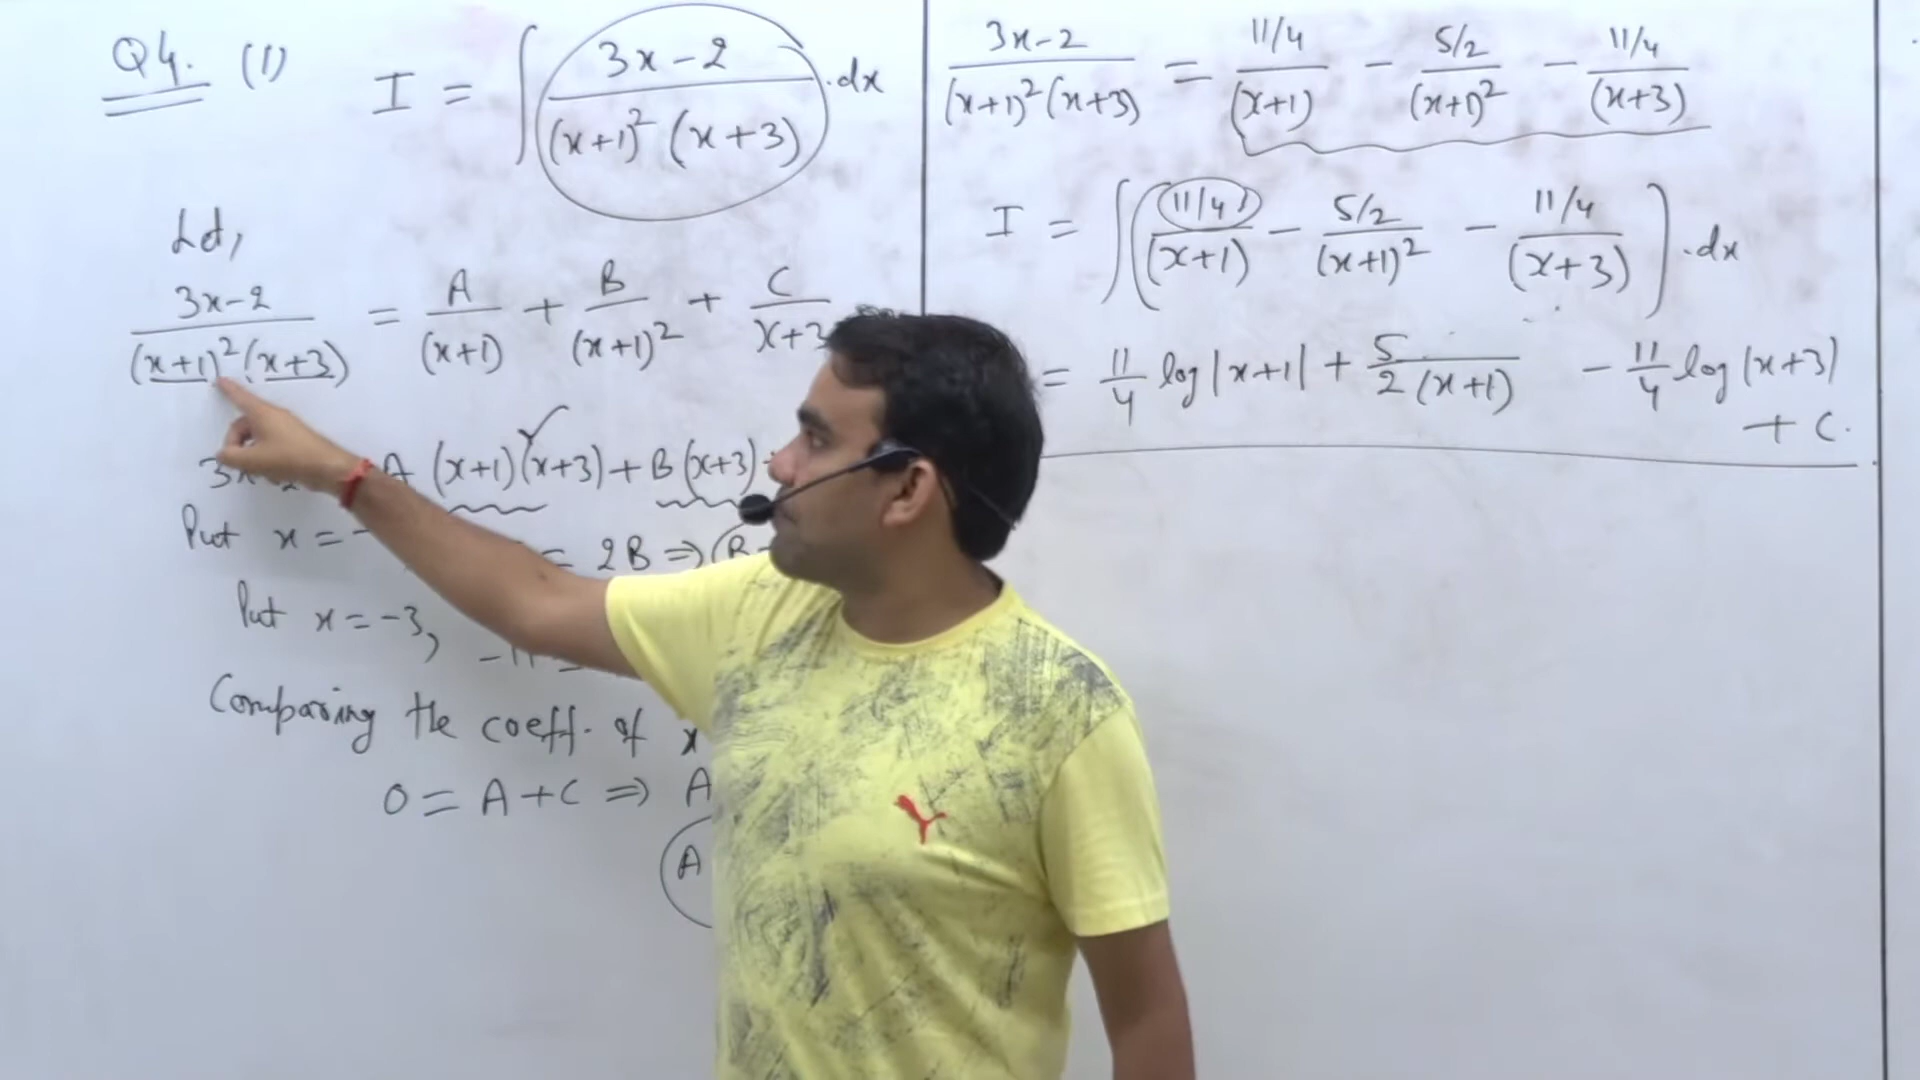 Q4. (1) I = ∫ (3x-2)/((x+1)²(x+3)) .dx
Let,
(3x-2)/((x+1)²(x+3)) = A/(x+1) + B/(x+1)² + C/(x+3
A (x+1)(x+3) + B(x+3)
Put x = - = 2B ⇒ (B
Put x = -3, -11 =
Comparing the coeff. of x
0 = A+C ⇒ A
A
(3x-2)/((x+1)²(x+3)) = (11/4)/(x+1) - (5/2)/(x+1)² - (11/4)/(x+3)
I = ∫((11/4)/(x+1) - (5/2)/(x+1)² - (11/4)/(x+3)).dx
= 11/4 log|x+1| + 5/(2(x+1)) - 11/4 log|x+3|
+ C.